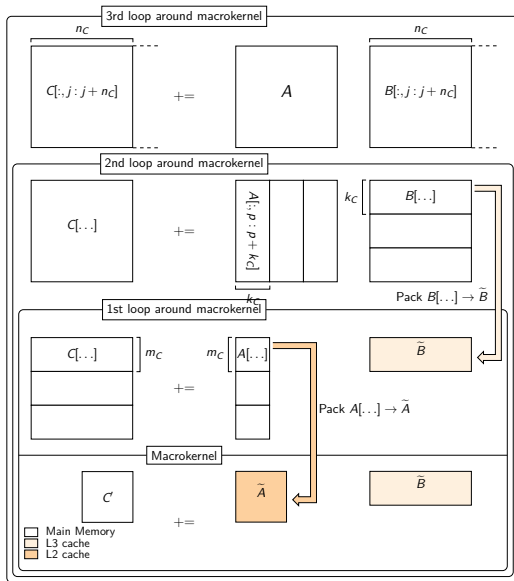 3rd loop around macrokernel
n_C n_C
C[:, j : j + n_C] += A B[:, j : j + n_C]
2nd loop around macrokernel
C[...] += A[:, p : p + k_C] k_C B[...]
k_C
Pack B[...] → B̃
1st loop around macrokernel
C[...] m_C += m_C A[...] B̃
Pack A[...] → Ã
Macrokernel
C′ += Ã B̃
Main Memory
L3 cache
L2 cache